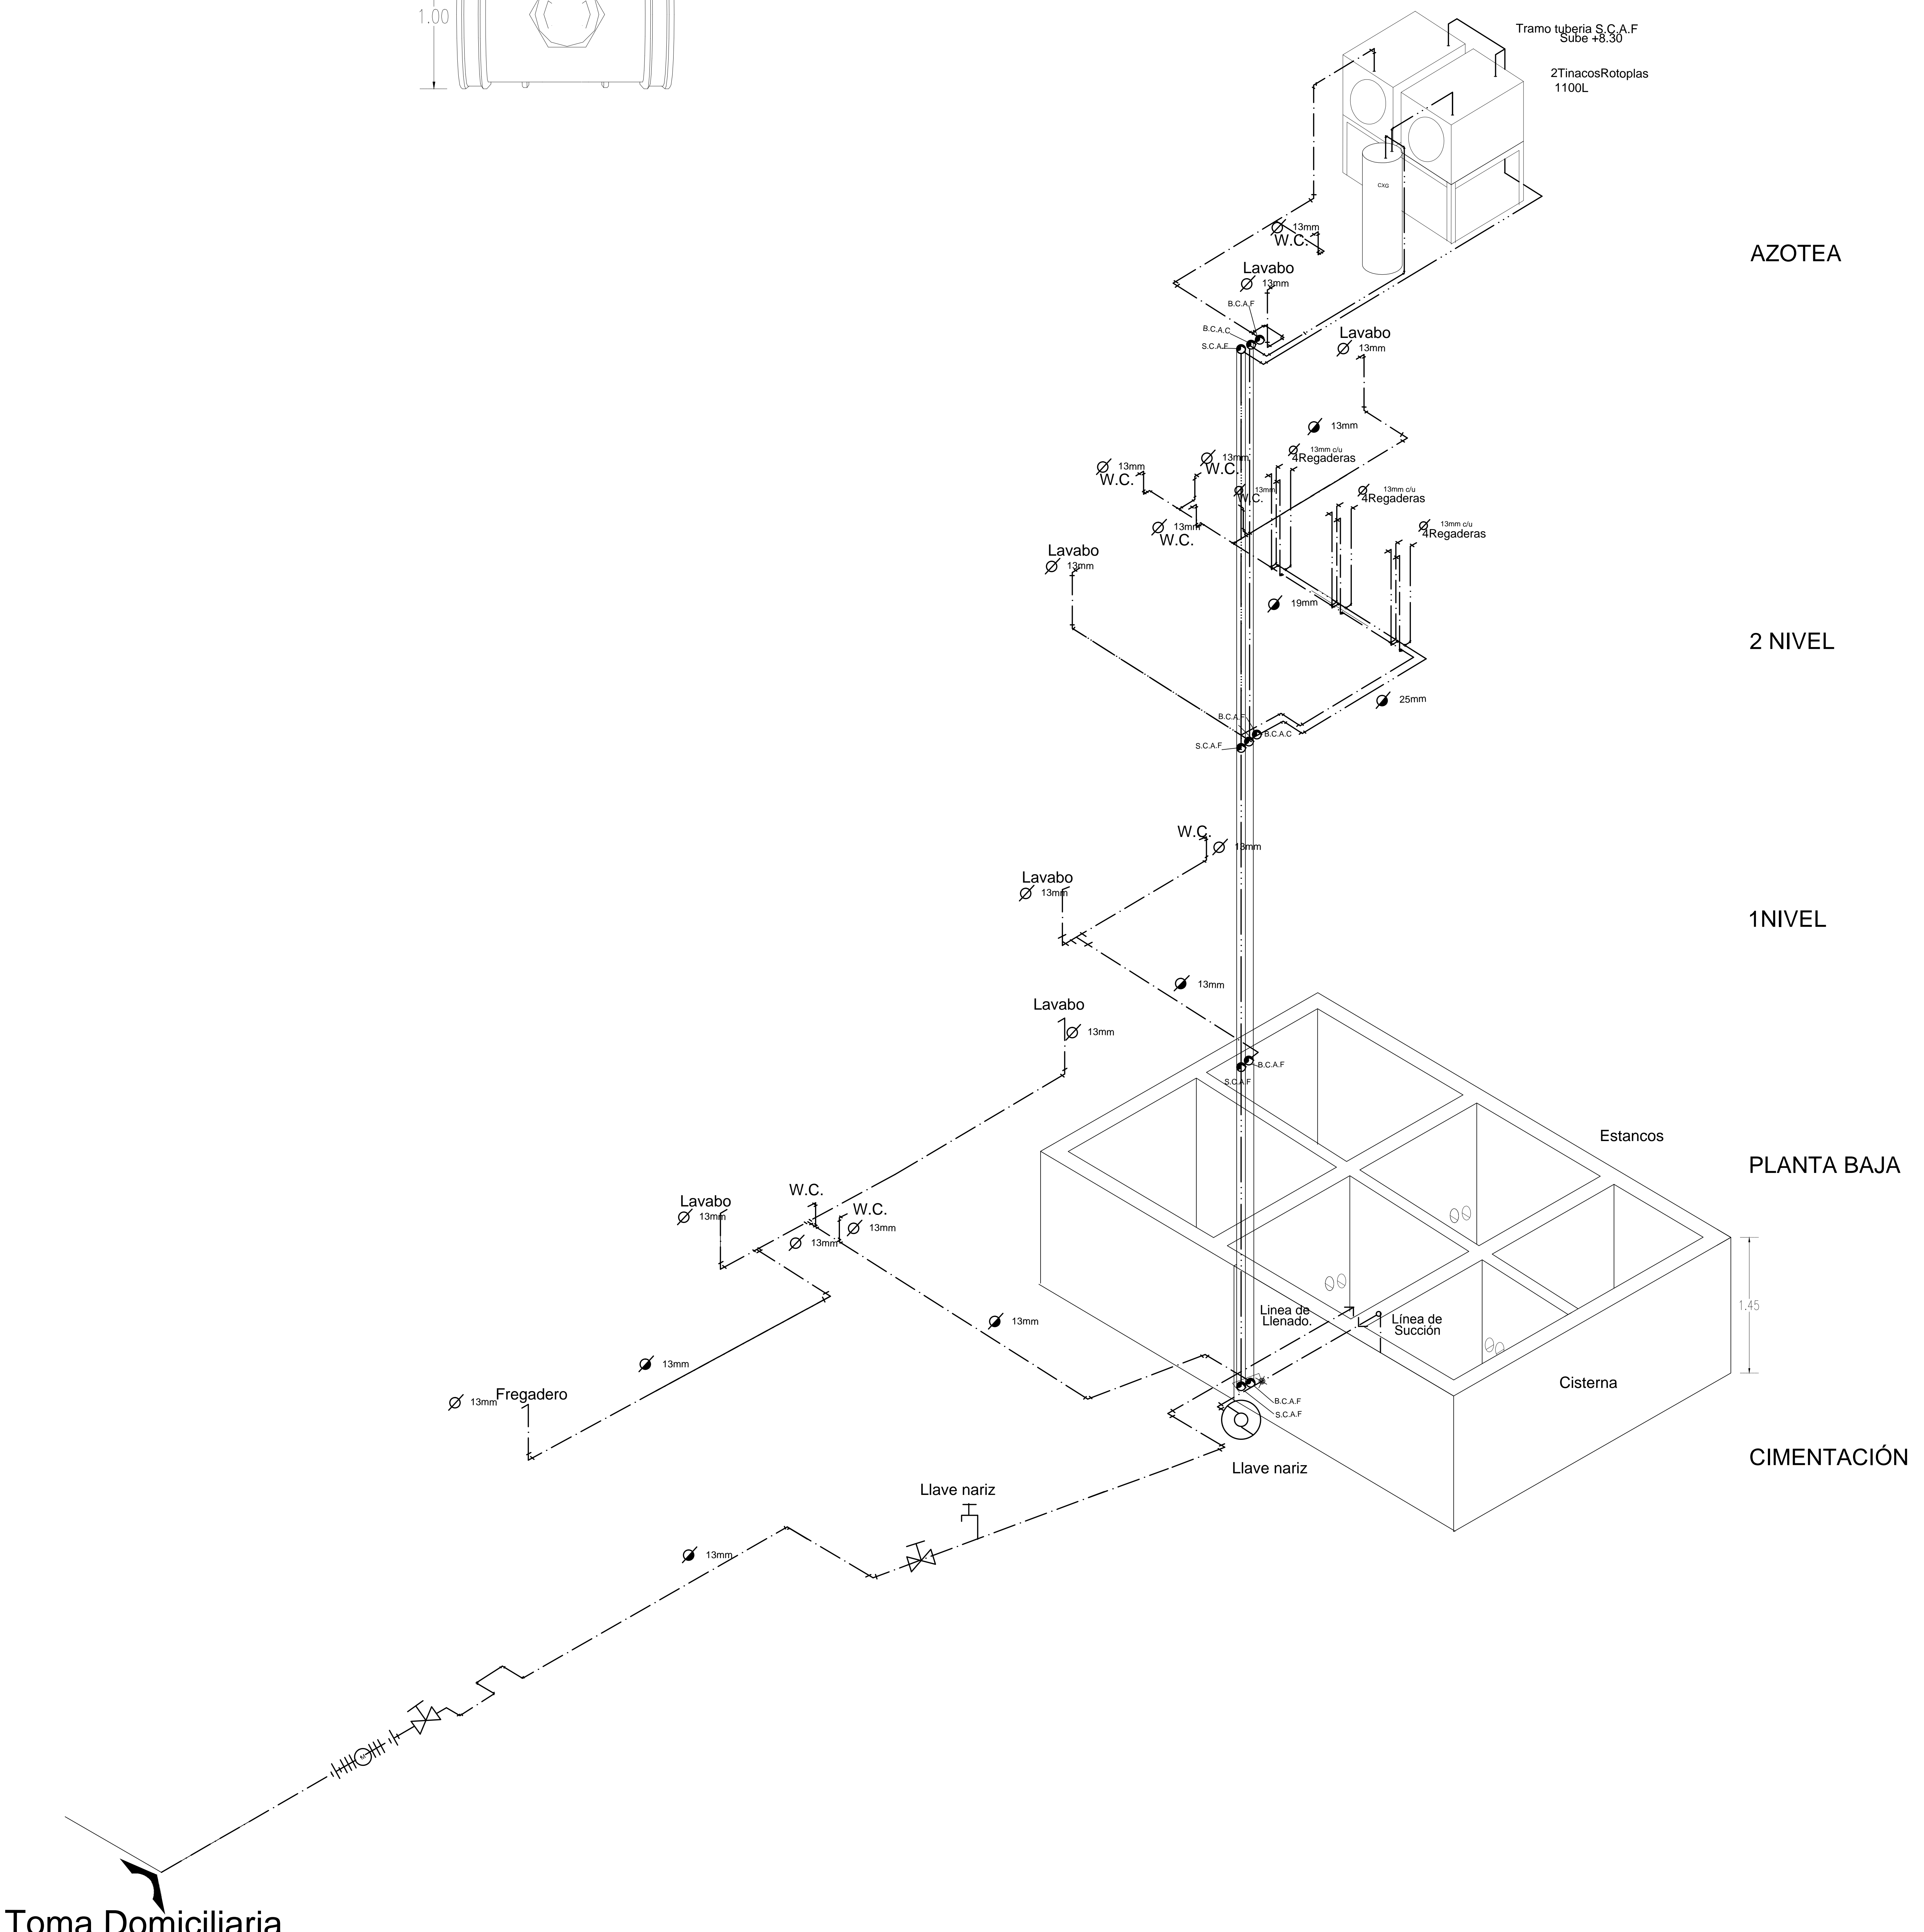 1.00
Tramo tuberia S.C.A.F
Sube +8.30
2TinacosRotoplas
1100L
CXG
13mm
W.C.
AZOTEA
Lavabo
13mm
B.C.A.F
B.C.A.C
S.C.A.F
Lavabo
13mm
13mm
13mm c/u
4Regaderas
13mm
W.C.
13mm
W.C.
13mm
W.C.
13mm c/u
4Regaderas
13mm
W.C.
13mm c/u
4Regaderas
Lavabo
13mm
19mm
2 NIVEL
25mm
B.C.A.F
B.C.A.C
S.C.A.F
W.C.
13mm
Lavabo
13mm
1NIVEL
13mm
Lavabo
13mm
B.C.A.F
S.C.A.F
Estancos
PLANTA BAJA
W.C.
Lavabo
13mm
W.C.
13mm
13mm
1.45
Linea de
Llenado.
Línea de
Succión
13mm
13mm
Cisterna
Fregadero
13mm
B.C.A.F
S.C.A.F
CIMENTACIÓN
Llave nariz
Llave nariz
13mm
M
Toma Domiciliaria